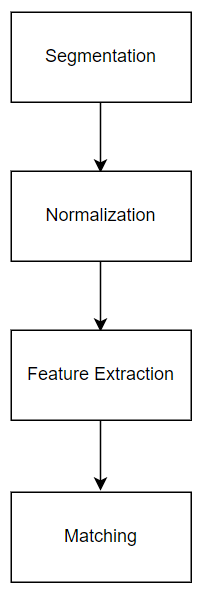 Segmentation
Normalization
Feature Extraction
Matching